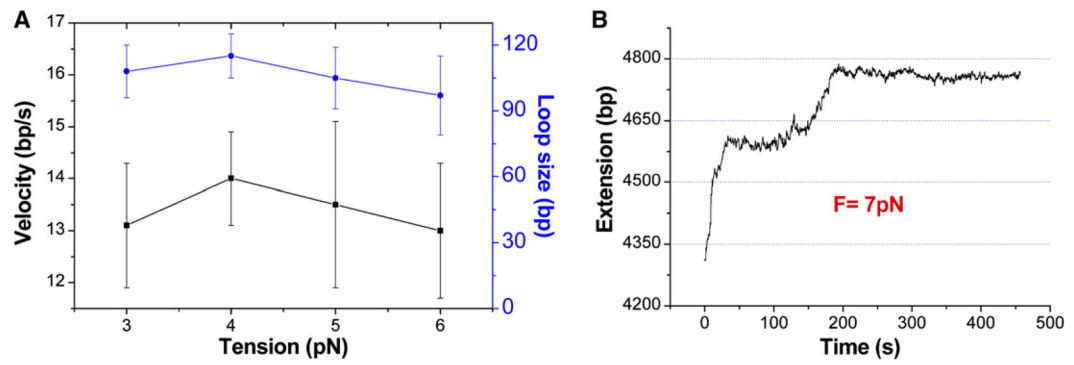 A
17
16
15
14
13
12
Velocity (bp/s)
120
90
60
30
0
Loop size (bp)
3 4 5 6
Tension (pN)
B
4800
4650
4500
4350
4200
Extension (bp)
F= 7pN
0 100 200 300 400 500
Time (s)